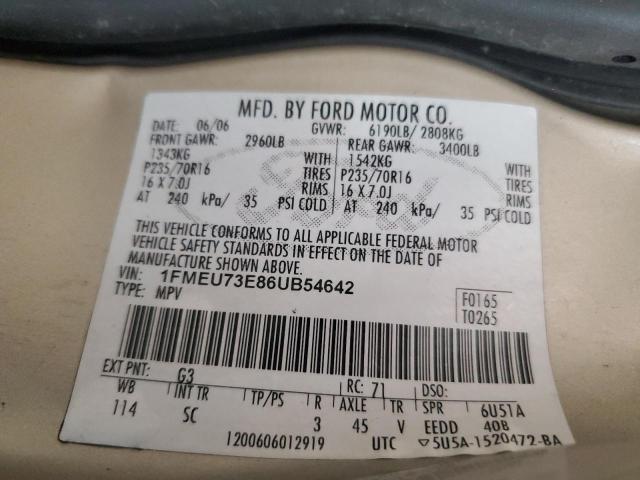 MFD. BY FORD MOTOR CO.
DATE: 06/06 GVWR: 6190LB/ 2808KG
FRONT GAWR: 2960LB REAR GAWR: 3400LB
1343KG WITH 1542KG WITH
P235/70R16 TIRES P235/70R16 TIRES
16 X 7.0J RIMS 16 X 7.0J RIMS
AT 240 kPa/ 35 PSI COLD AT 240 kPa/ 35 PSI COLD
THIS VEHICLE CONFORMS TO ALL APPLICABLE FEDERAL MOTOR
VEHICLE SAFETY STANDARDS IN EFFECT ON THE DATE OF
MANUFACTURE SHOWN ABOVE.
VIN: 1FMEU73E86UB54642
TYPE: MPV
F0165
T0265
EXT PNT: G3 RC: 71 DSO:
WB INT TR TP/PS R AXLE TR SPR 6U51A
114 SC 3 45 V EEDD 40B
1200606012919 UTC ▽5U5A-1520472-BA